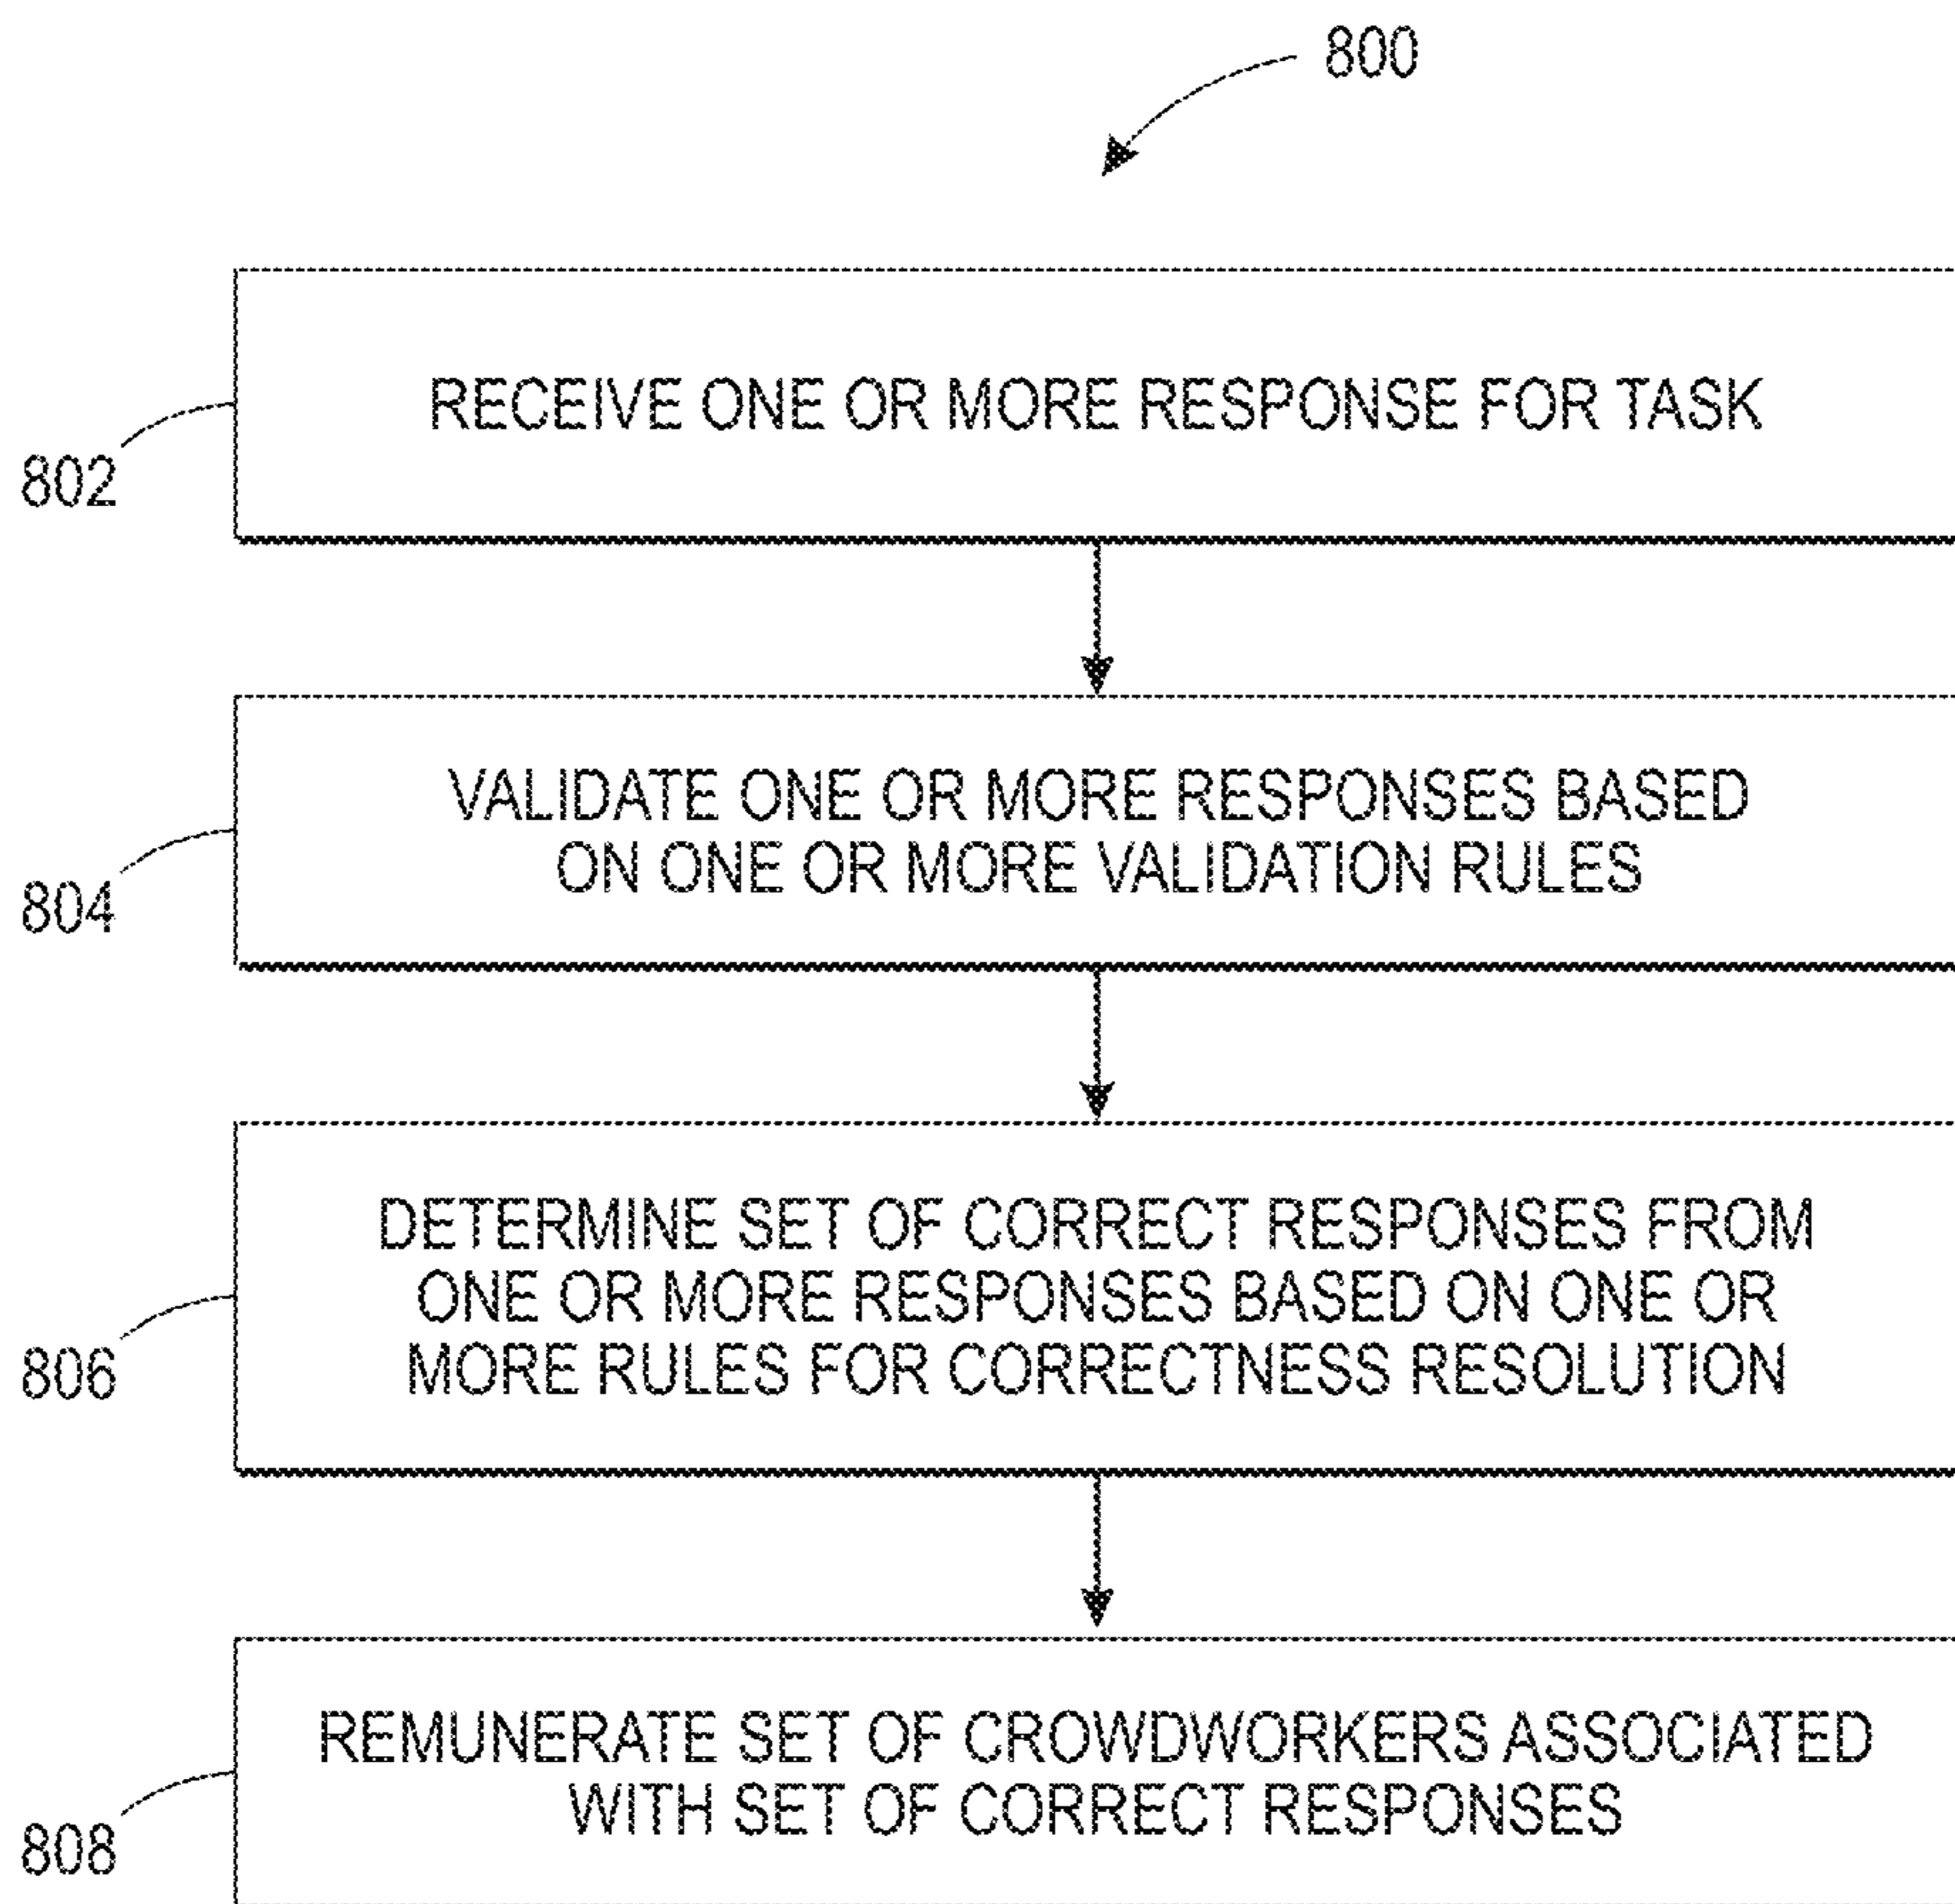 800
RECEIVE ONE OR MORE RESPONSE FOR TASK
802
VALIDATE ONE OR MORE RESPONSES BASED
ON ONE OR MORE VALIDATION RULES
804
DETERMINE SET OF CORRECT RESPONSES FROM
ONE OR MORE RESPONSES BASED ON ONE OR
MORE RULES FOR CORRECTNESS RESOLUTION
806
REMUNERATE SET OF CROWDWORKERS ASSOCIATED
WITH SET OF CORRECT RESPONSES
808